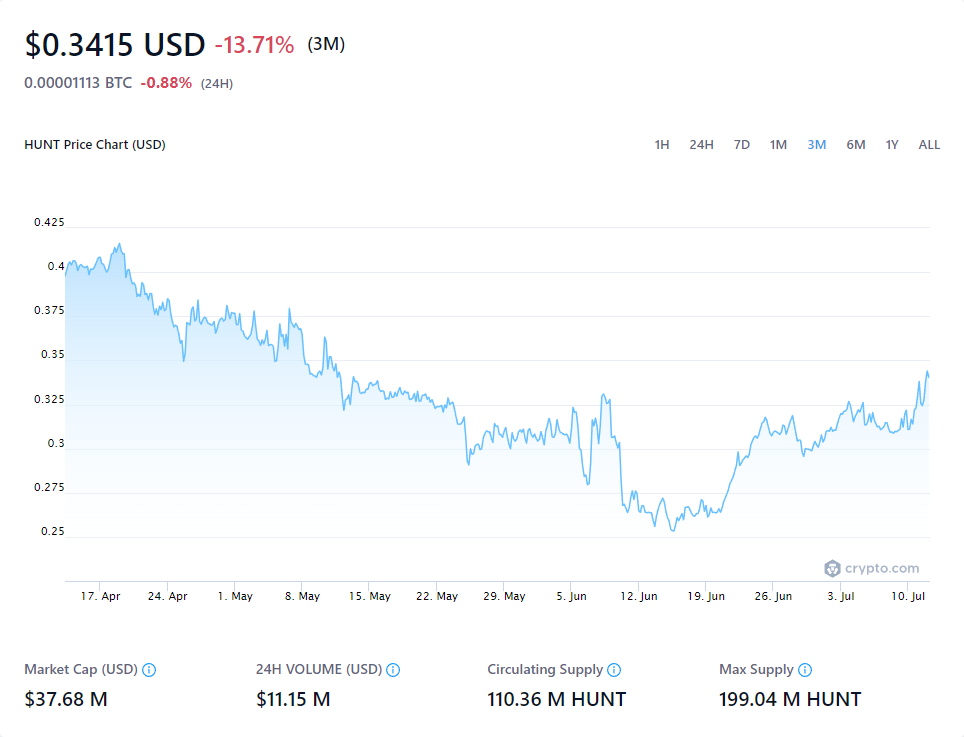 $0.3415 USD -13.71% (3M)
0.00001113 BTC -0.88% (24H)
HUNT Price Chart (USD)
1H 24H 7D 1M 3M 6M 1Y ALL
0.425
0.4
0.375
0.35
0.325
0.3
0.275
0.25
crypto.com
17. Apr 24. Apr 1. May 8. May 15. May 22. May 29. May 5. Jun 12. Jun 19. Jun 26. Jun 3. Jul 10. Jul
Market Cap (USD) 24H VOLUME (USD) Circulating Supply Max Supply
$37.68 M $11.15 M 110.36 M HUNT 199.04 M HUNT